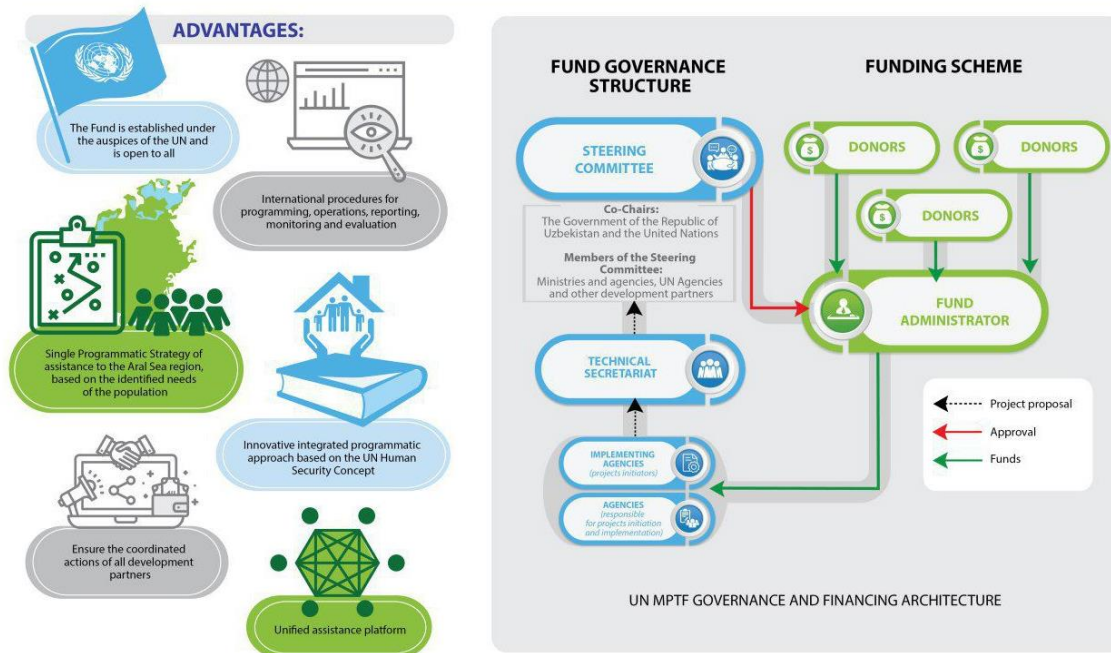 ADVANTAGES:
The Fund is established under
the auspices of the UN and
is open to all
International procedures for
programming, operations, reporting,
monitoring and evaluation
Single Programmatic Strategy of
assistance to the Aral Sea region,
based on the identified needs
of the population
Innovative integrated programmatic
approach based on the UN Human
Security Concept
Ensure the coordinated
actions of all development
partners
Unified assistance platform
FUND GOVERNANCE
STRUCTURE
STEERING
COMMITTEE
Co-Chairs:
The Government of the Republic of
Uzbekistan and the United Nations
Members of the Steering
Committee:
Ministries and agencies, UN Agencies
and other development partners
TECHNICAL
SECRETARIAT
IMPLEMENTING
AGENCIES
(projects initiators)
AGENCIES
(responsible
for projects initiation
and implementation)
FUNDING SCHEME
DONORS
DONORS
DONORS
FUND
ADMINISTRATOR
Project proposal
Approval
Funds
UN MPTF GOVERNANCE AND FINANCING ARCHITECTURE